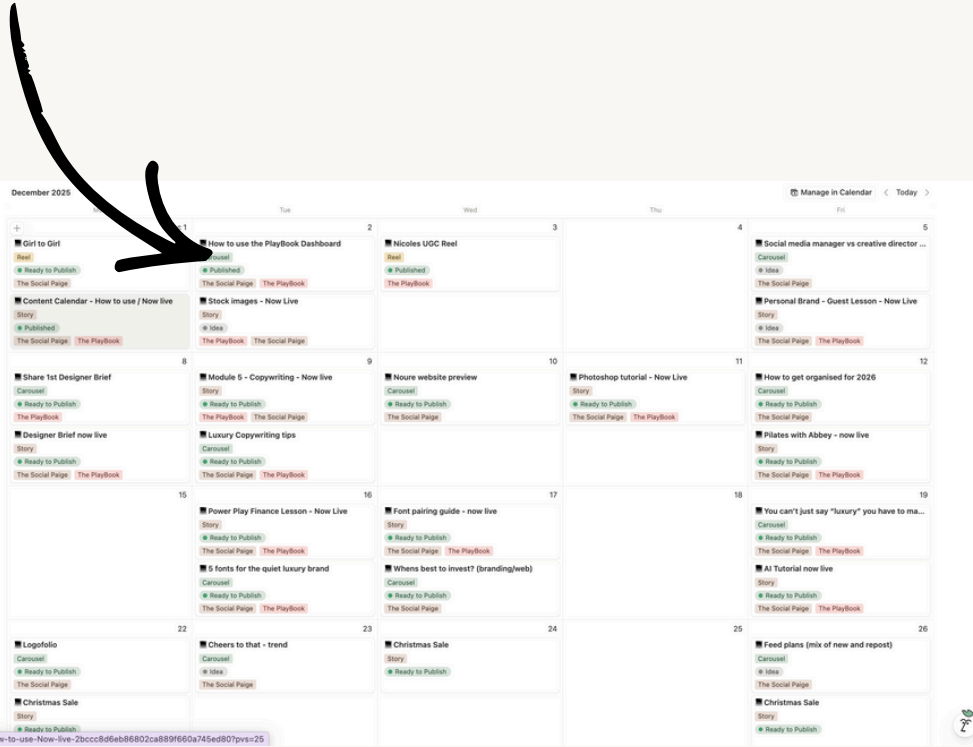 December 2025
Manage in Calendar
Today
Tue
Wed
Thu
Fri
1
Girl to Girl
Reel
Ready to Publish
The Social Paige
Content Calendar - How to use / Now live
Story
Published
The Social Paige The PlayBook
2
How to use the PlayBook Dashboard
Published
The Social Paige The PlayBook
Stock images - Now Live
Story
Idea
The PlayBook The Social Paige
3
Nicoles UGC Reel
Reel
Published
The PlayBook
4
5
Social media manager vs creative director ...
Carousel
Idea
The Social Paige
Personal Brand - Guest Lesson - Now Live
Story
Idea
The Social Paige The PlayBook
8
Share 1st Designer Brief
Carousel
Ready to Publish
The PlayBook
Designer Brief now live
Story
Ready to Publish
The Social Paige The PlayBook
9
Module 5 - Copywriting - Now live
Story
Ready to Publish
The PlayBook The Social Paige
Luxury Copywriting tips
Carousel
Ready to Publish
The Social Paige The PlayBook
10
Noure website preview
Carousel
Ready to Publish
The Social Paige
11
Photoshop tutorial - Now Live
Story
Ready to Publish
The Social Paige The PlayBook
12
How to get organised for 2026
Carousel
Ready to Publish
The Social Paige
Pilates with Abbey - now live
Story
Ready to Publish
The Social Paige The PlayBook
15
16
Power Play Finance Lesson - Now Live
Story
Ready to Publish
The Social Paige The PlayBook
5 fonts for the quiet luxury brand
Carousel
Ready to Publish
The Social Paige The PlayBook
17
Font pairing guide - now live
Story
Ready to Publish
The Social Paige The PlayBook
Whens best to invest? (branding/web)
Carousel
Ready to Publish
The Social Paige
18
19
You can't just say "luxury" you have to ma...
Carousel
Ready to Publish
The Social Paige The PlayBook
AI Tutorial now live
Story
Ready to Publish
The Social Paige The PlayBook
22
Logofolio
Carousel
Ready to Publish
The Social Paige
Christmas Sale
Story
Ready to Publish
23
Cheers to that - trend
Carousel
Idea
The Social Paige
24
Christmas Sale
Story
Ready to Publish
25
26
Feed plans (mix of new and repost)
Carousel
Idea
The Social Paige
Christmas Sale
Story
Ready to Publish
w-to-use-Now-live-2bccc8d6eb86802ca889f660a745ed80?pvs=25